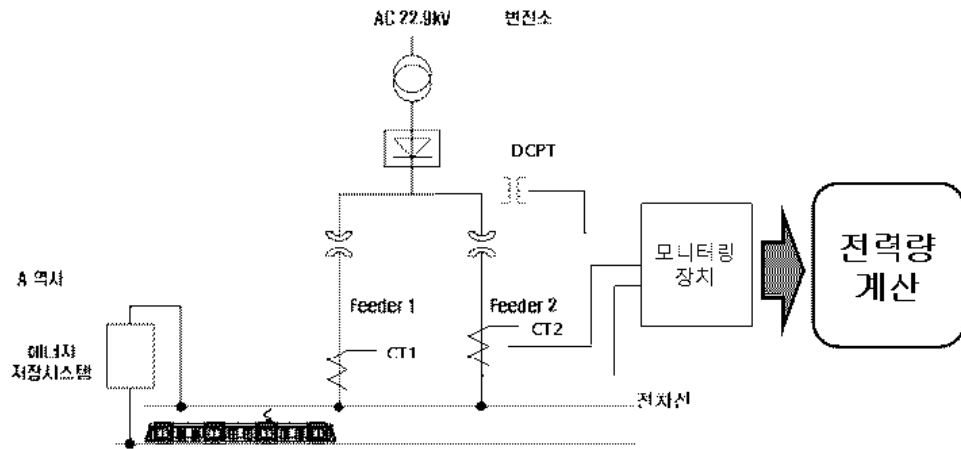 AC 22.9kV 변전소
DCPT
모니터링
장치
전력량
계산
A 역사
Feeder 1
Feeder 2
CT2
CT1
에너지
저장시스템
전차선